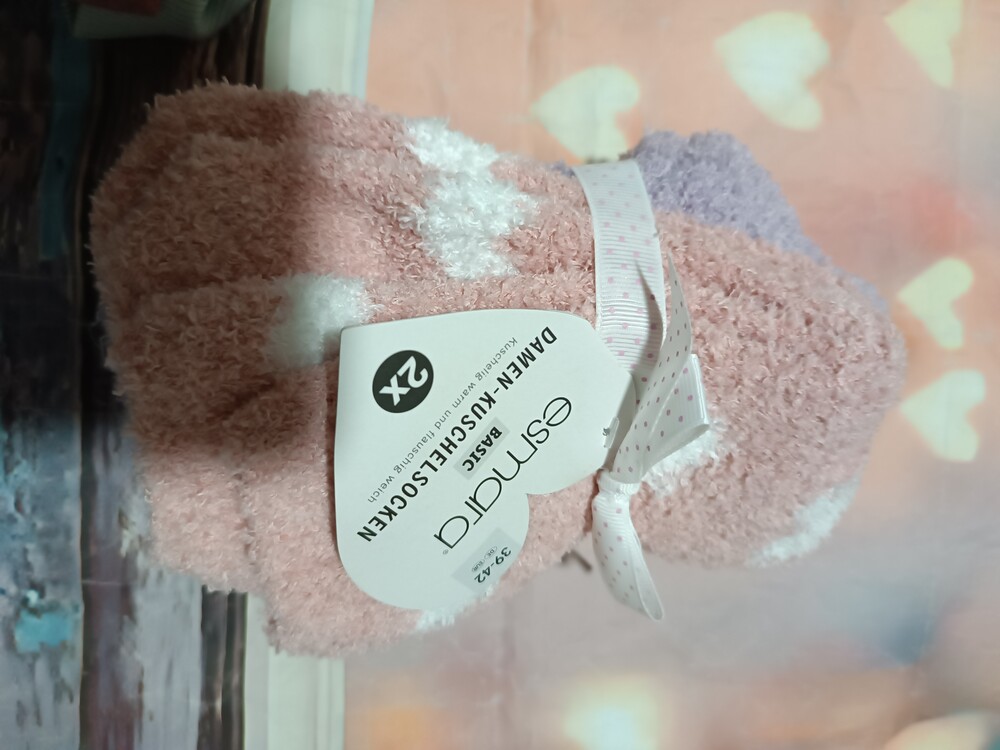 esmara®
BASIC
39-42
DAMEN-KUSCHELSOCKEN
Kuschelig warm und flauschig weich
2x